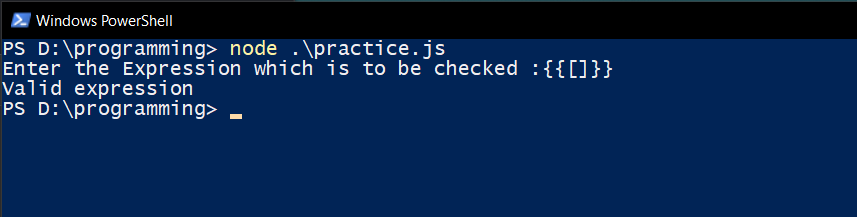 Windows PowerShell
PS D:\programming> node .\practice.js
Enter the Expression which is to be checked :{{[]}}
Valid expression
PS D:\programming>